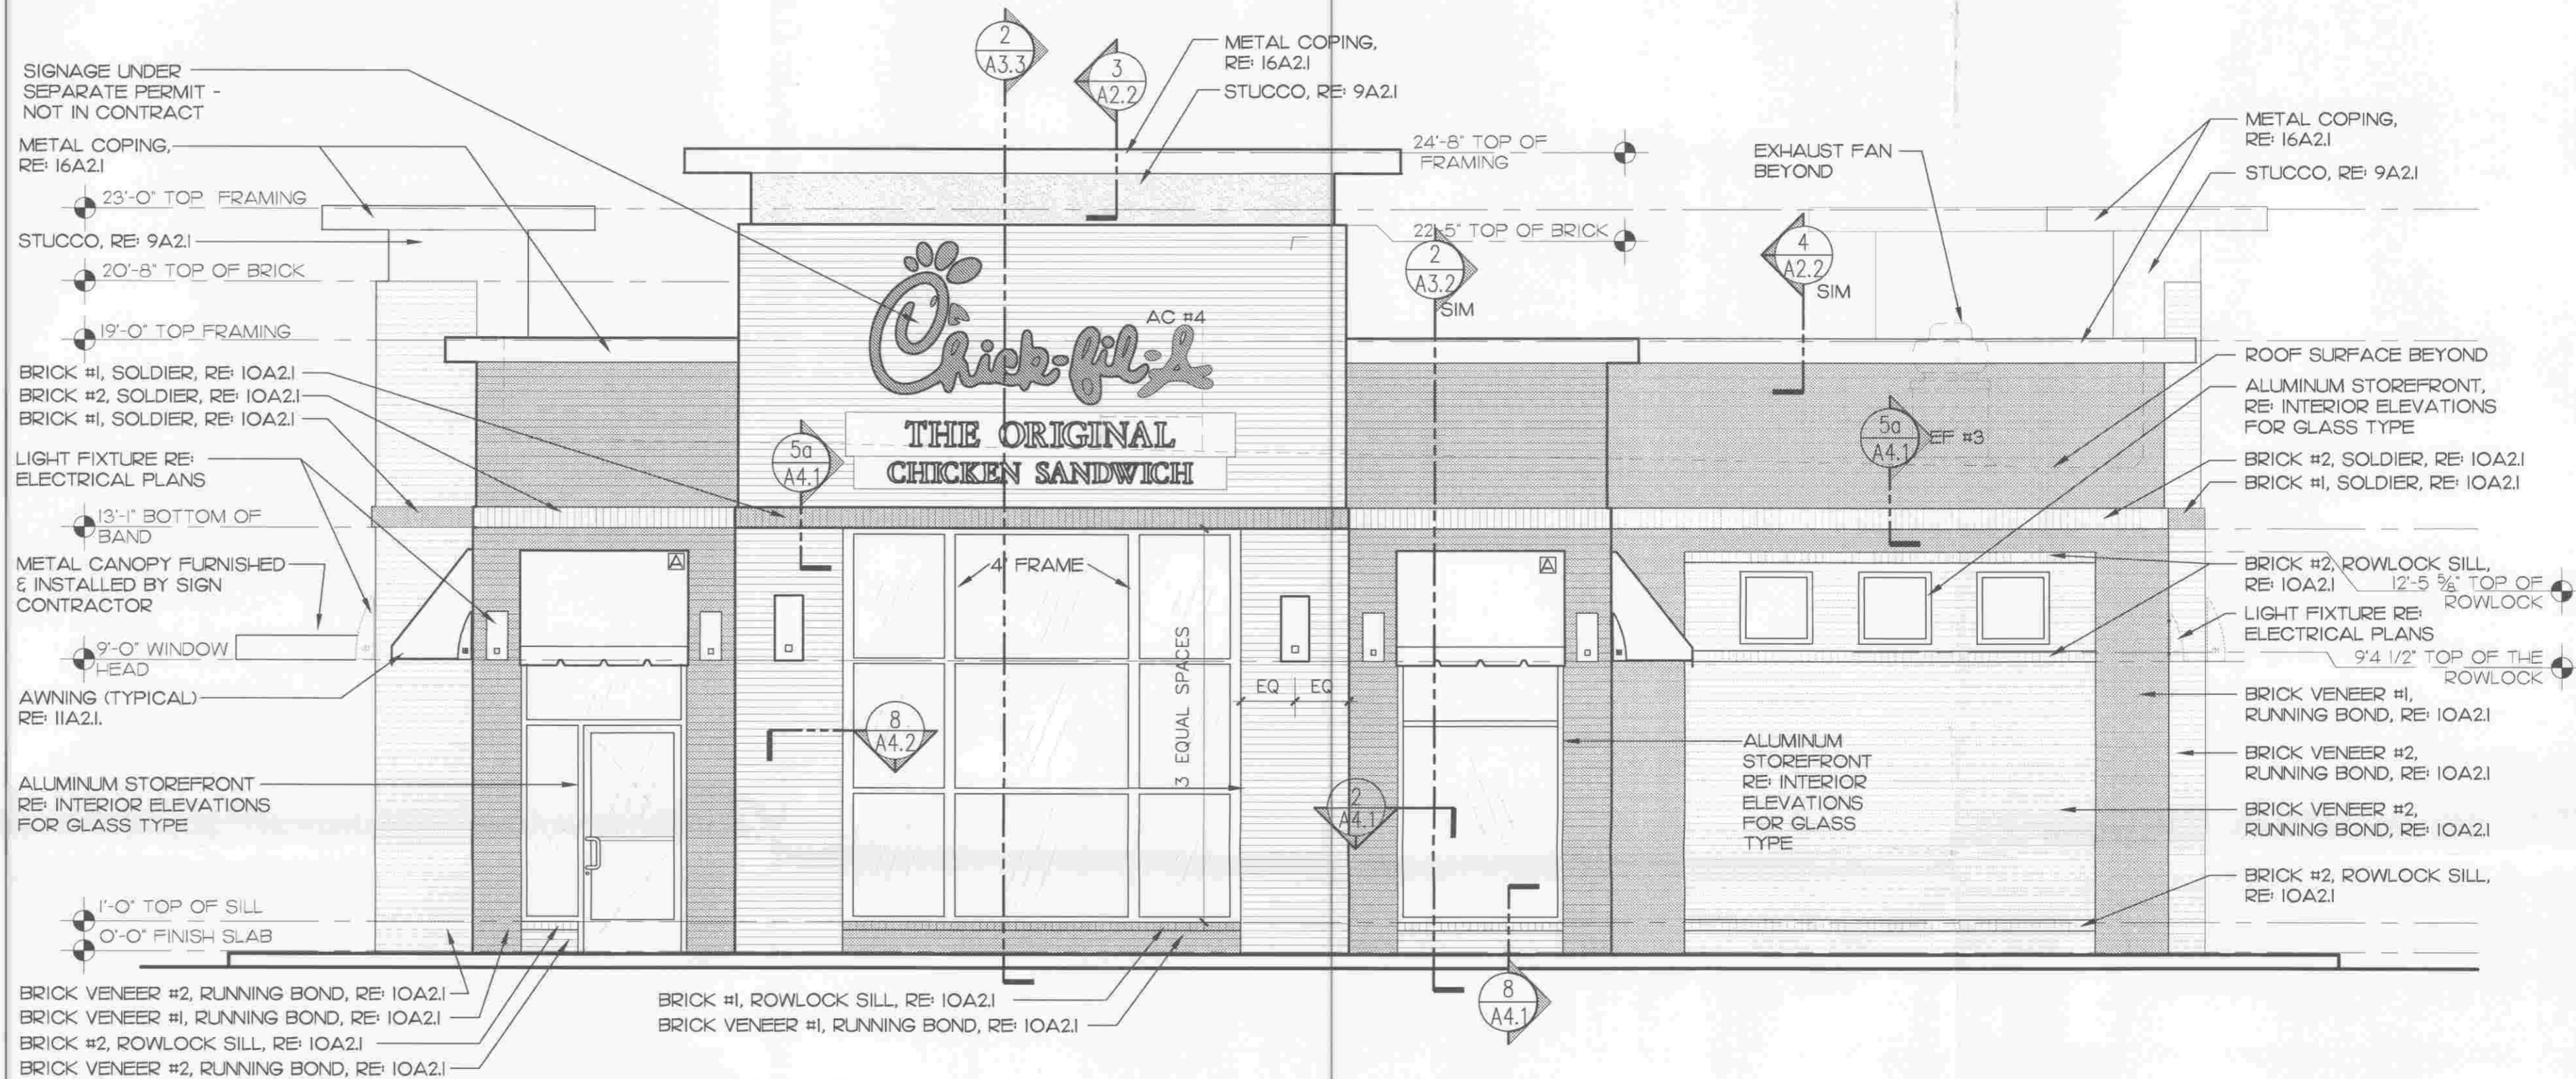 SIGNAGE UNDER
SEPARATE PERMIT -
NOT IN CONTRACT
METAL COPING,
RE: 16A2.1
23'-0" TOP FRAMING
STUCCO, RE: 9A2.1
20'-8" TOP OF BRICK
19'-0" TOP FRAMING
BRICK #1, SOLDIER, RE: 10A2.1
BRICK #2, SOLDIER, RE: 10A2.1
BRICK #1, SOLDIER, RE: 10A2.1
LIGHT FIXTURE RE:
ELECTRICAL PLANS
13'-1" BOTTOM OF
BAND
METAL CANOPY FURNISHED
& INSTALLED BY SIGN
CONTRACTOR
9'-0" WINDOW
HEAD
AWNING (TYPICAL)
RE: 11A2.1.
ALUMINUM STOREFRONT
RE: INTERIOR ELEVATIONS
FOR GLASS TYPE
1'-0" TOP OF SILL
0'-0" FINISH SLAB
BRICK VENEER #2, RUNNING BOND, RE: 10A2.1
BRICK VENEER #1, RUNNING BOND, RE: 10A2.1
BRICK #2, ROWLOCK SILL, RE: 10A2.1
BRICK VENEER #2, RUNNING BOND, RE: 10A2.1
2
A3.3
3
A2.2
METAL COPING,
RE: 16A2.1
STUCCO, RE: 9A2.1
24'-8" TOP OF
FRAMING
22'-5" TOP OF BRICK
2
A3.2
SIM
4
A2.2
SIM
EXHAUST FAN
BEYOND
AC #4
Chick-fil-A
THE ORIGINAL
CHICKEN SANDWICH
5a
A4.1
5a
A4.1
EF #3
A
4" FRAME
A
3 EQUAL SPACES
EQ
EQ
8
A4.2
2
A4.1
ALUMINUM
STOREFRONT
RE: INTERIOR
ELEVATIONS
FOR GLASS
TYPE
8
A4.1
BRICK #1, ROWLOCK SILL, RE: 10A2.1
BRICK VENEER #1, RUNNING BOND, RE: 10A2.1
METAL COPING,
RE: 16A2.1
STUCCO, RE: 9A2.1
ROOF SURFACE BEYOND
ALUMINUM STOREFRONT,
RE: INTERIOR ELEVATIONS
FOR GLASS TYPE
BRICK #2, SOLDIER, RE: 10A2.1
BRICK #1, SOLDIER, RE: 10A2.1
BRICK #2, ROWLOCK SILL,
RE: 10A2.1
12'-5 5/8" TOP OF
ROWLOCK
LIGHT FIXTURE RE:
ELECTRICAL PLANS
9'4 1/2" TOP OF THE
ROWLOCK
BRICK VENEER #1,
RUNNING BOND, RE: 10A2.1
BRICK VENEER #2,
RUNNING BOND, RE: 10A2.1
BRICK VENEER #2,
RUNNING BOND, RE: 10A2.1
BRICK #2, ROWLOCK SILL,
RE: 10A2.1